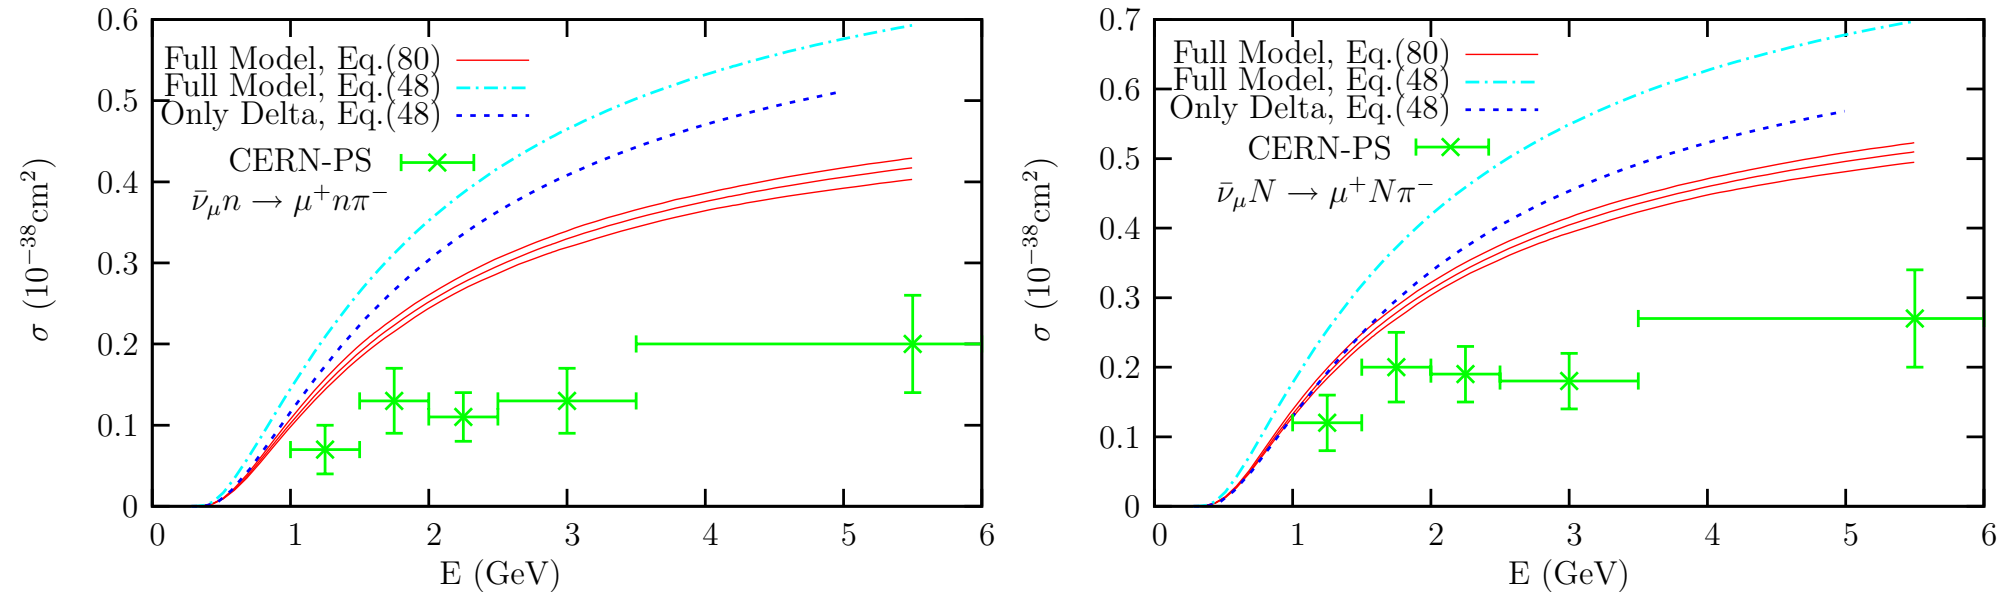 0.6
0.5
0.4
0.3
0.2
0.1
0
σ (10⁻³⁸cm²)
Full Model, Eq.(80)
Full Model, Eq.(48)
Only Delta, Eq.(48)
CERN-PS
ν̄_μ n → μ⁺nπ⁻
0 1 2 3 4 5 6
E (GeV)
0.7
0.6
0.5
0.4
0.3
0.2
0.1
0
σ (10⁻³⁸cm²)
Full Model, Eq.(80)
Full Model, Eq.(48)
Only Delta, Eq.(48)
CERN-PS
ν̄_μ N → μ⁺Nπ⁻
0 1 2 3 4 5 6
E (GeV)